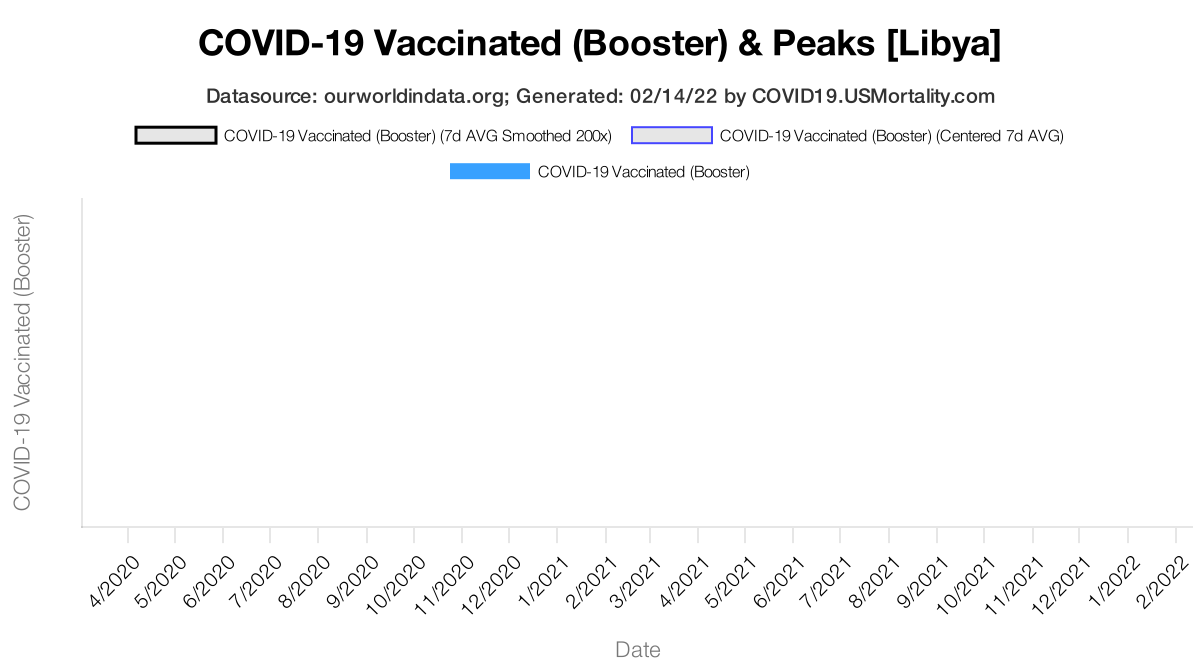 COVID-19 Vaccinated (Booster) & Peaks [Libya]
Datasource: ourworldindata.org; Generated: 02/14/22 by COVID19.USMortality.com
COVID-19 Vaccinated (Booster) (7d AVG Smoothed 200x) COVID-19 Vaccinated (Booster) (Centered 7d AVG)
COVID-19 Vaccinated (Booster)
COVID-19 Vaccinated (Booster)
4/2020 5/2020 6/2020 7/2020 8/2020 9/2020 10/2020 11/2020 12/2020 1/2021 2/2021 3/2021 4/2021 5/2021 6/2021 7/2021 8/2021 9/2021 10/2021 11/2021 12/2021 1/2022 2/2022
Date